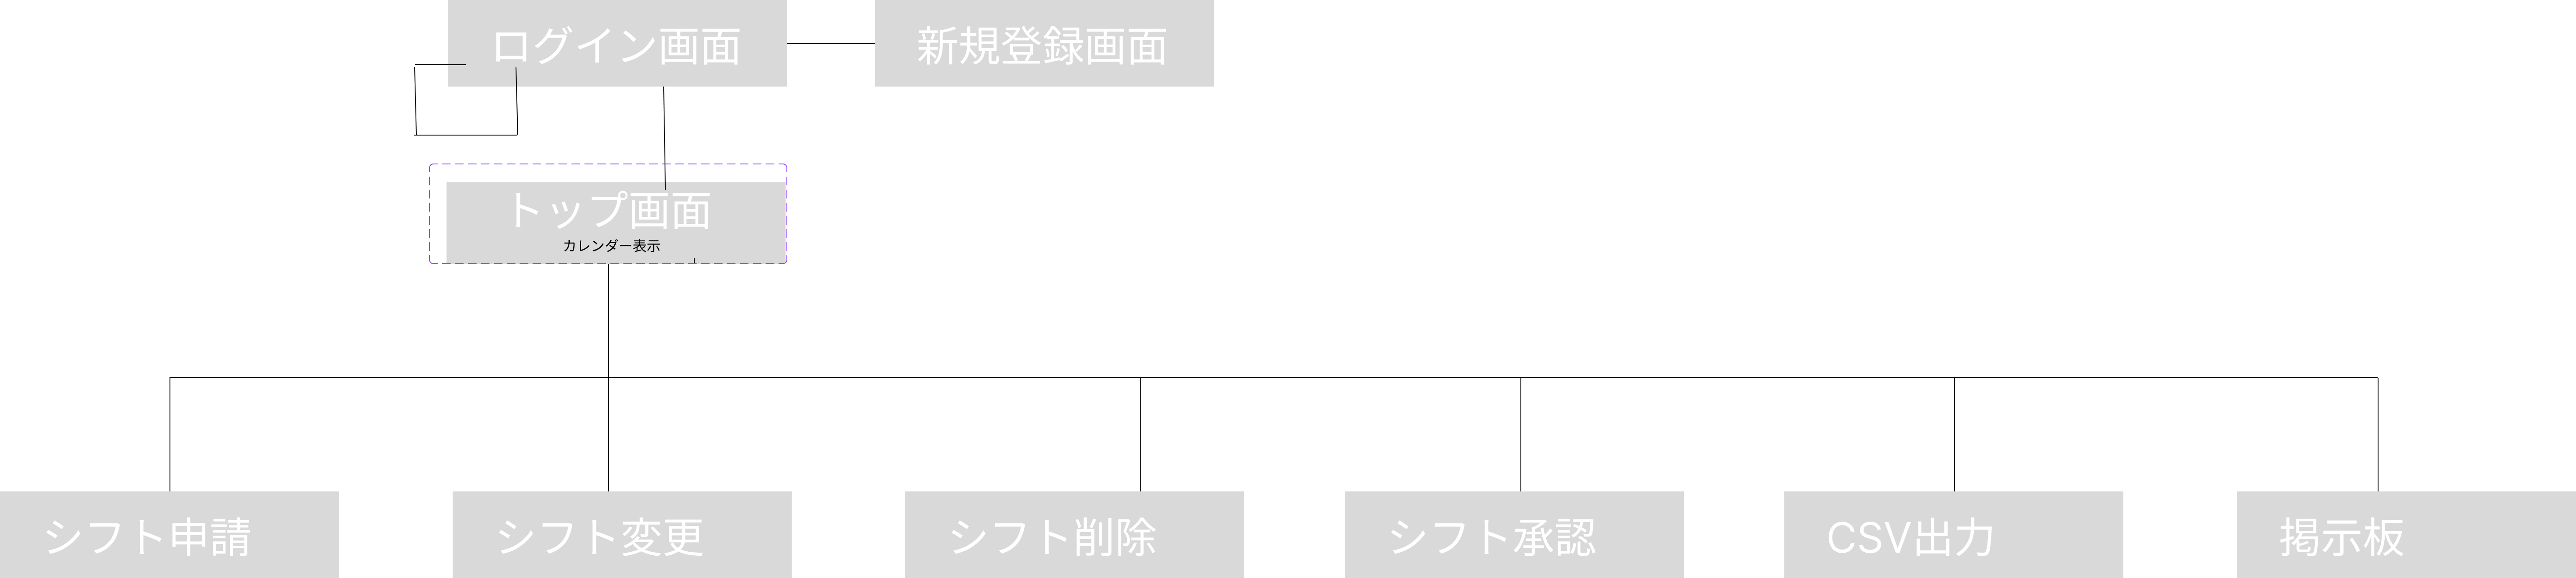 ログイン画面
新規登録画面
トップ画面
カレンダー表示
シフト申請
シフト変更
シフト削除
シフト承認
CSV出力
掲示板